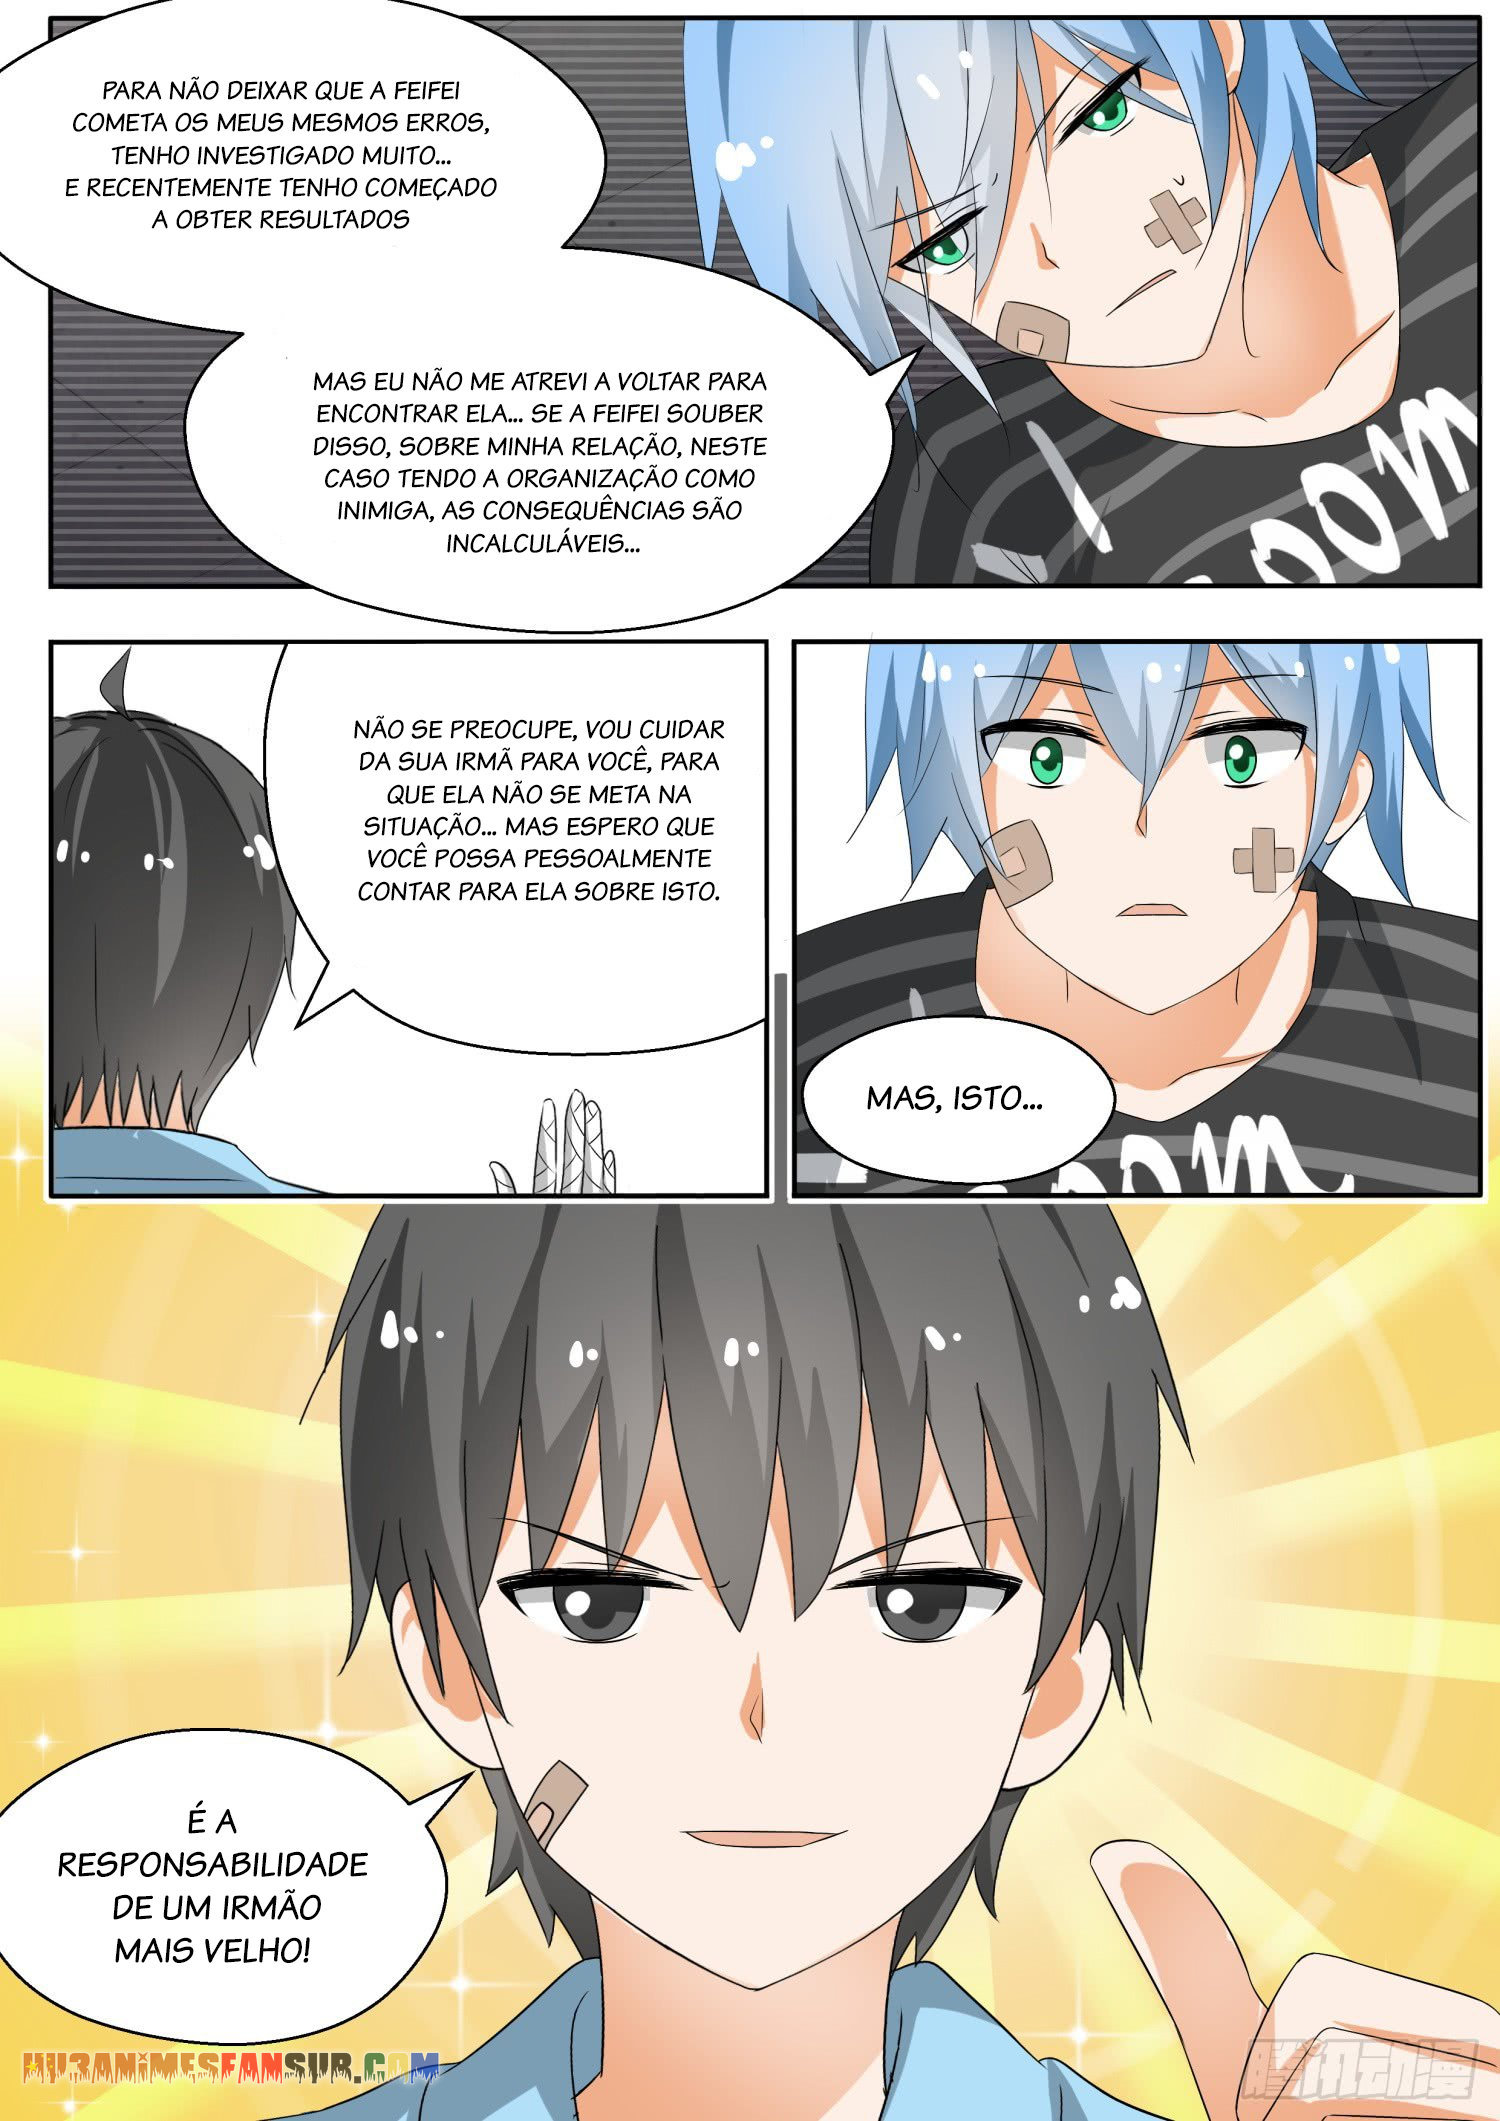 PARA NÃO DEIXAR QUE A FEIFEI
COMETA OS MEUS MESMOS ERROS,
TENHO INVESTIGADO MUITO...
E RECENTEMENTE TENHO COMEÇADO
A OBTER RESULTADOS
MAS EU NÃO ME ATREVI A VOLTAR PARA
ENCONTRAR ELA... SE A FEIFEI SOUBER
DISSO, SOBRE MINHA RELAÇÃO, NESTE
CASO TENDO A ORGANIZAÇÃO COMO
INIMIGA, AS CONSEQUÊNCIAS SÃO
INCALCULÁVEIS...
NÃO SE PREOCUPE, VOU CUIDAR
DA SUA IRMÃ PARA VOCÊ, PARA
QUE ELA NÃO SE META NA
SITUAÇÃO... MAS ESPERO QUE
VOCÊ POSSA PESSOALMENTE
CONTAR PARA ELA SOBRE ISTO.
MAS, ISTO...
É A
RESPONSABILIDADE
DE UM IRMÃO
MAIS VELHO!
HU3ANIMESFANSUB.COM
腾讯动漫